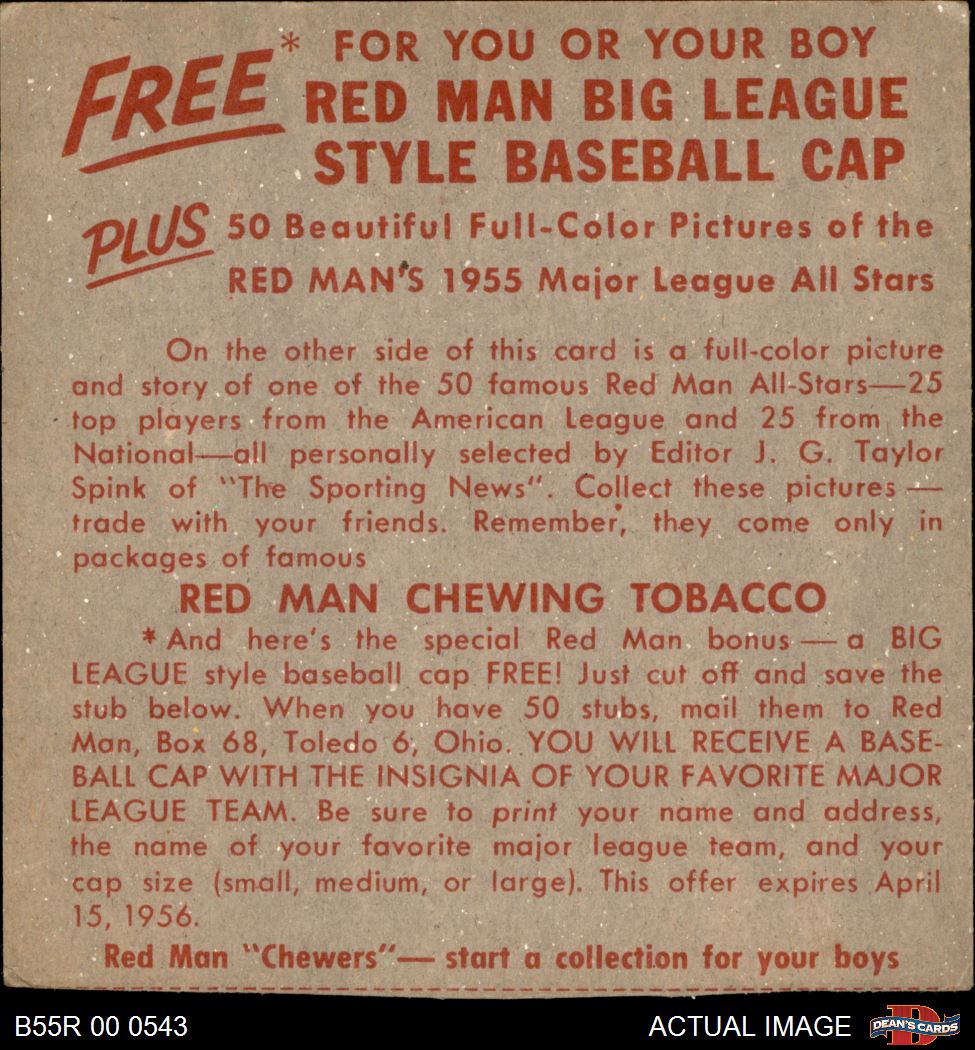 FREE* FOR YOU OR YOUR BOY
RED MAN BIG LEAGUE
STYLE BASEBALL CAP
PLUS 50 Beautiful Full-Color Pictures of the
RED MAN'S 1955 Major League All Stars
On the other side of this card is a full-color picture
and story of one of the 50 famous Red Man All-Stars—25
top players from the American League and 25 from the
National—all personally selected by Editor J. G. Taylor
Spink of "The Sporting News". Collect these pictures —
trade with your friends. Remember, they come only in
packages of famous
RED MAN CHEWING TOBACCO
* And here's the special Red Man bonus — a BIG
LEAGUE style baseball cap FREE! Just cut off and save the
stub below. When you have 50 stubs, mail them to Red
Man, Box 68, Toledo 6, Ohio. YOU WILL RECEIVE A BASE-
BALL CAP WITH THE INSIGNIA OF YOUR FAVORITE MAJOR
LEAGUE TEAM. Be sure to print your name and address,
the name of your favorite major league team, and your
cap size (small, medium, or large). This offer expires April
15, 1956.
Red Man "Chewers"— start a collection for your boys
B55R 00 0543
ACTUAL IMAGE
D
DEAN'S CARDS